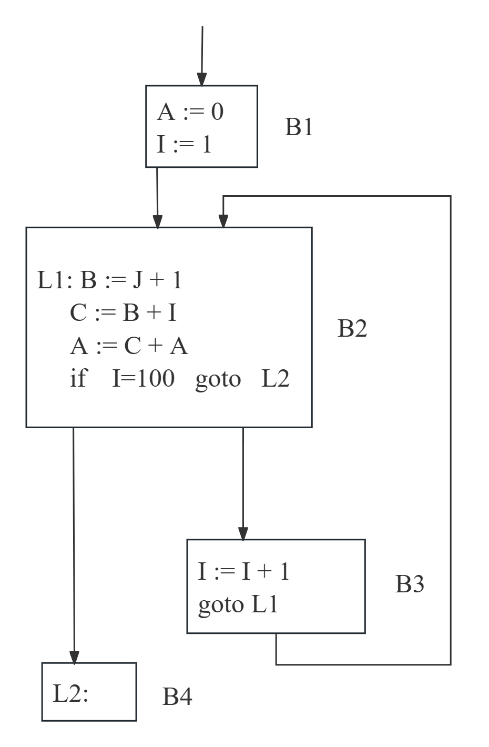 A := 0
I := 1
B1
L1: B := J + 1
C := B + I
A := C + A
if I=100 goto L2
B2
I := I + 1
goto L1
B3
L2:
B4